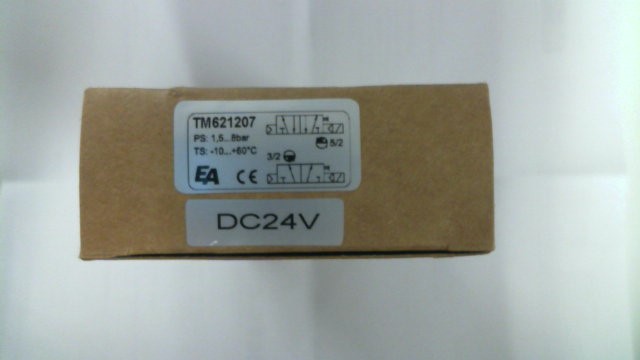 TM621207
PS: 1,5...8bar
5/2
TS: -10...+60°C
3/2
EA CE
DC24V